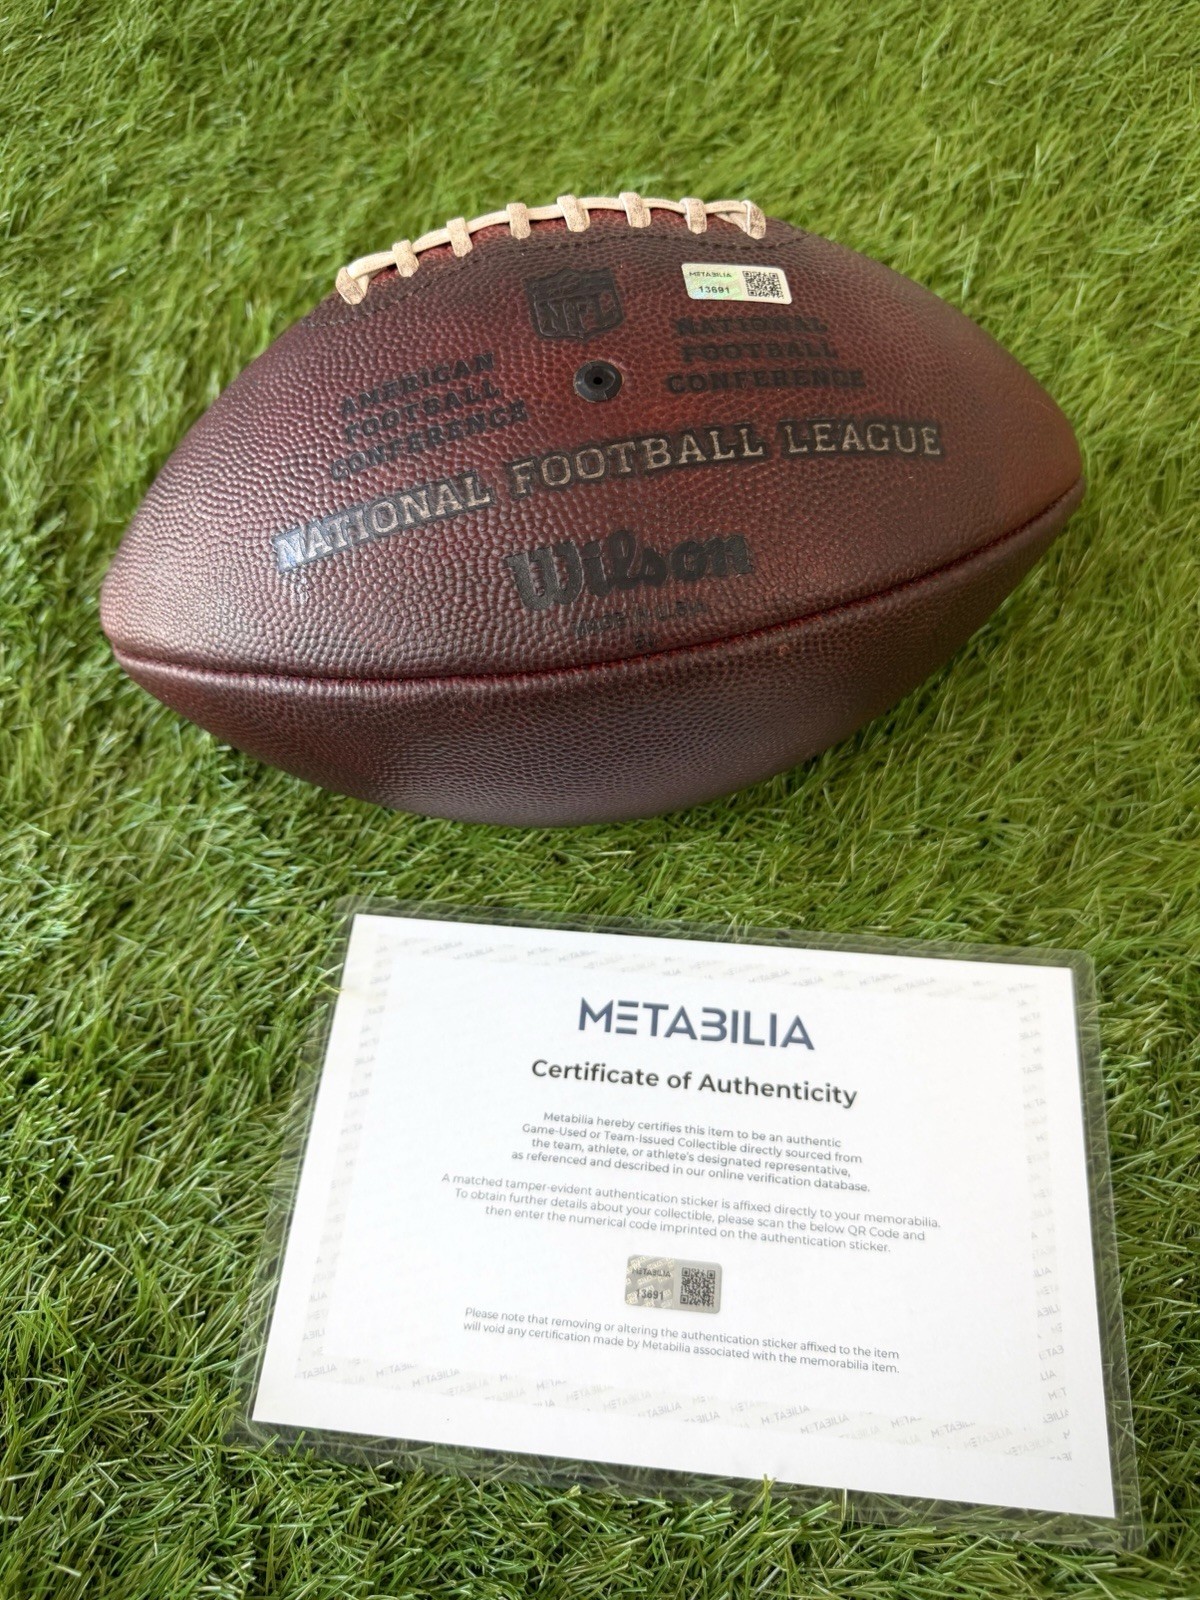 METABILIA
13691
NFL
AMERICAN
FOOTBALL
CONFERENCE
NATIONAL
FOOTBALL
CONFERENCE
NATIONAL FOOTBALL LEAGUE
Wilson
MADE IN U.S.A.
METABILIA
Certificate of Authenticity
Metabilia hereby certifies this item to be an authentic
Game-Used or Team-Issued Collectible directly sourced from
the team, athlete, or athlete's designated representative,
as referenced and described in our online verification database.
A matched tamper-evident authentication sticker is affixed directly to your memorabilia.
To obtain further details about your collectible, please scan the below QR Code and
then enter the numerical code imprinted on the authentication sticker.
METABILIA
13691
Please note that removing or altering the authentication sticker affixed to the item
will void any certification made by Metabilia associated with the memorabilia item.